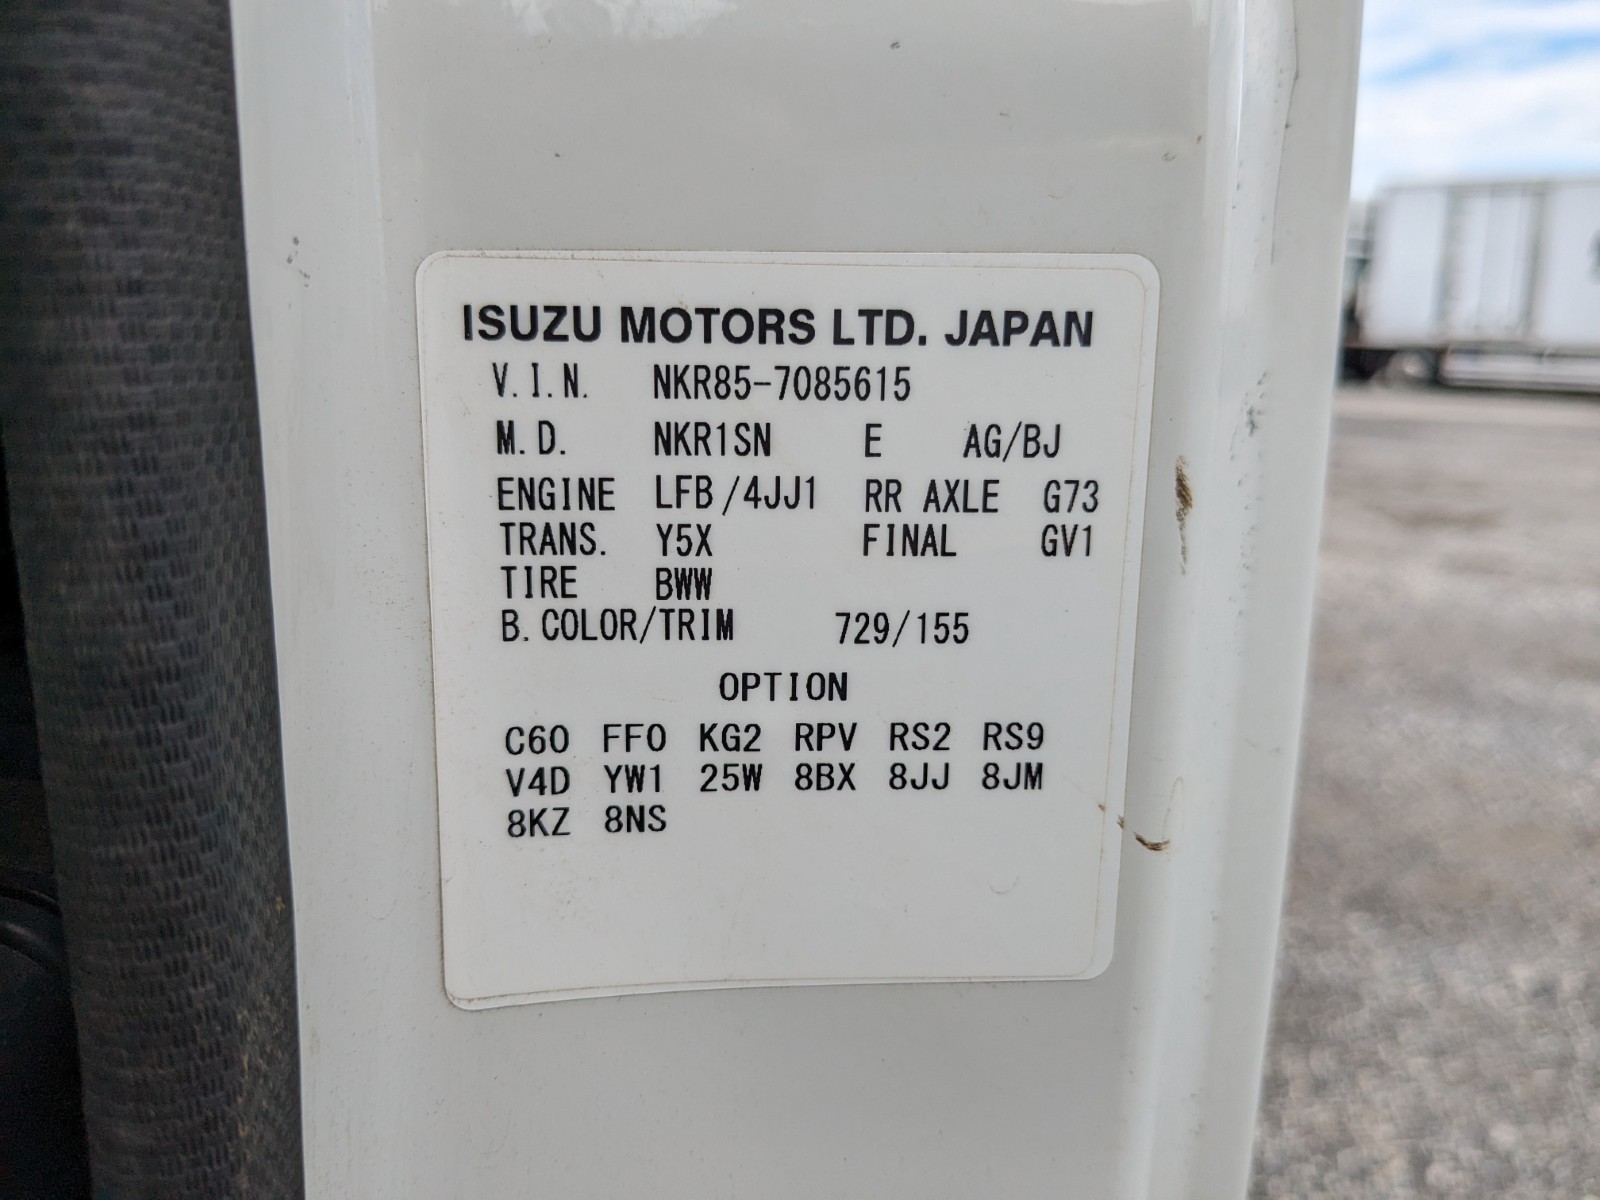 ISUZU MOTORS LTD. JAPAN
V.I.N. NKR85-7085615
M.D. NKR1SN E AG/BJ
ENGINE LFB/4JJ1 RR AXLE G73
TRANS. Y5X FINAL GV1
TIRE BWW
B.COLOR/TRIM 729/155
OPTION
C60 FF0 KG2 RPV RS2 RS9
V4D YW1 25W 8BX 8JJ 8JM
8KZ 8NS